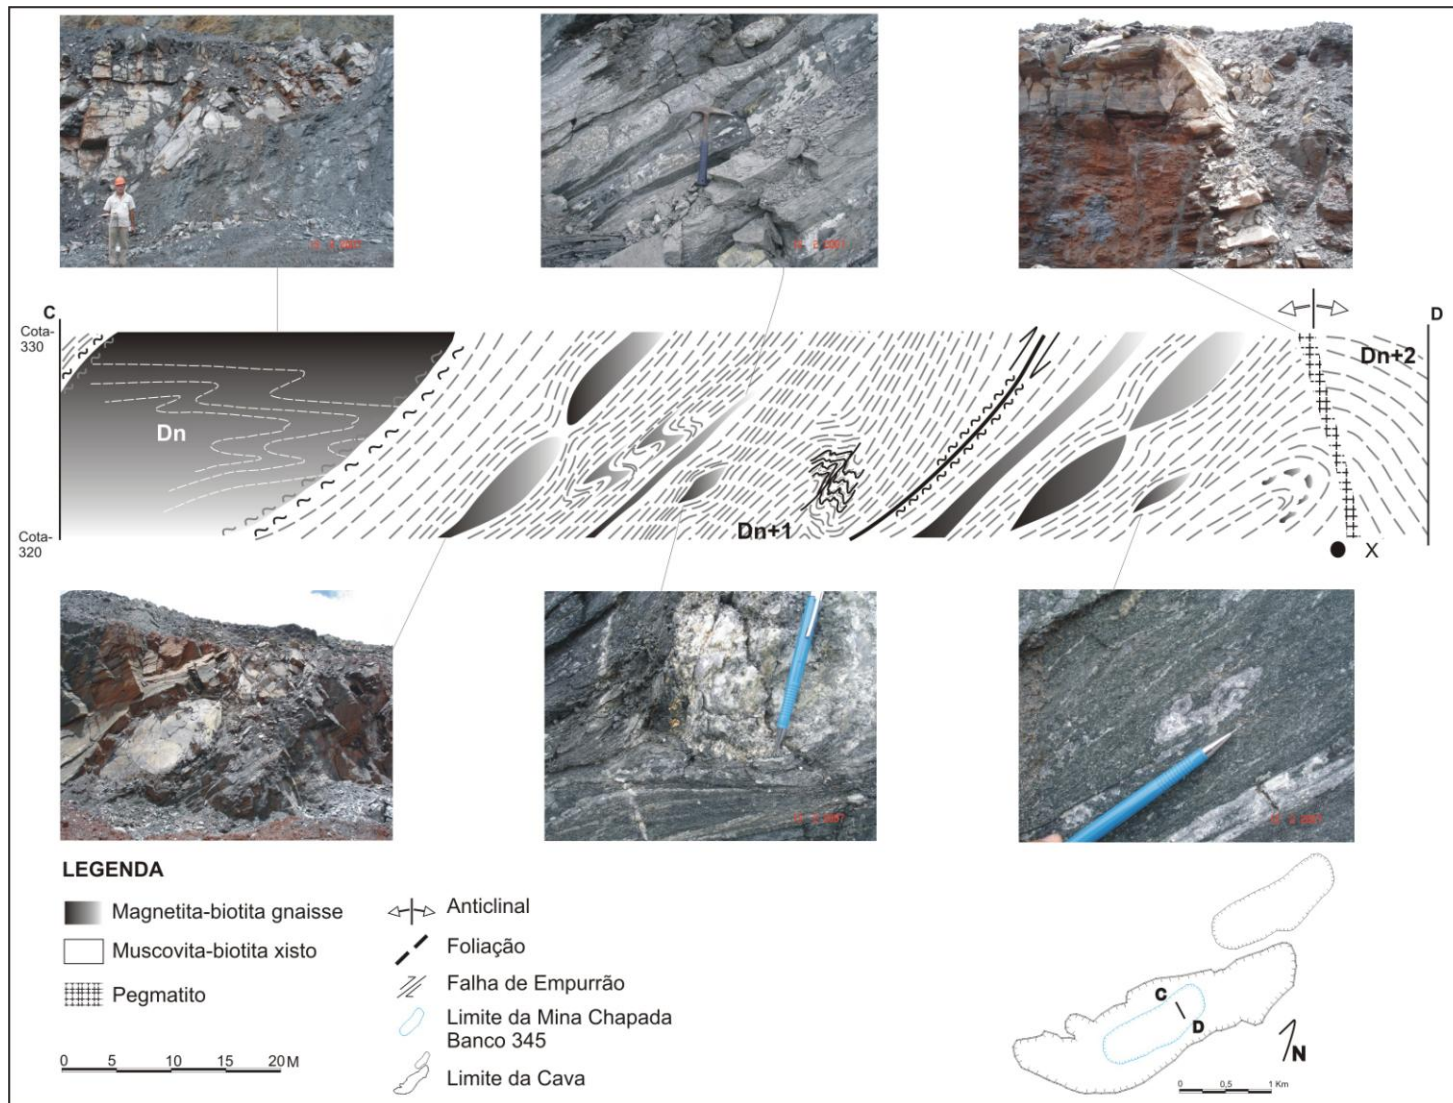 C
D
Cota-
330
Dn+2
Dn
Cota-
320
Dn+1
X
LEGENDA
Magnetita-biotita gnaisse
Muscovita-biotita xisto
Pegmatito
0 5 10 15 20 M
Anticlinal
Foliação
Falha de Empurrão
Limite da Mina Chapada
Banco 345
Limite da Cava
C
D
N
0 0,5 1 Km